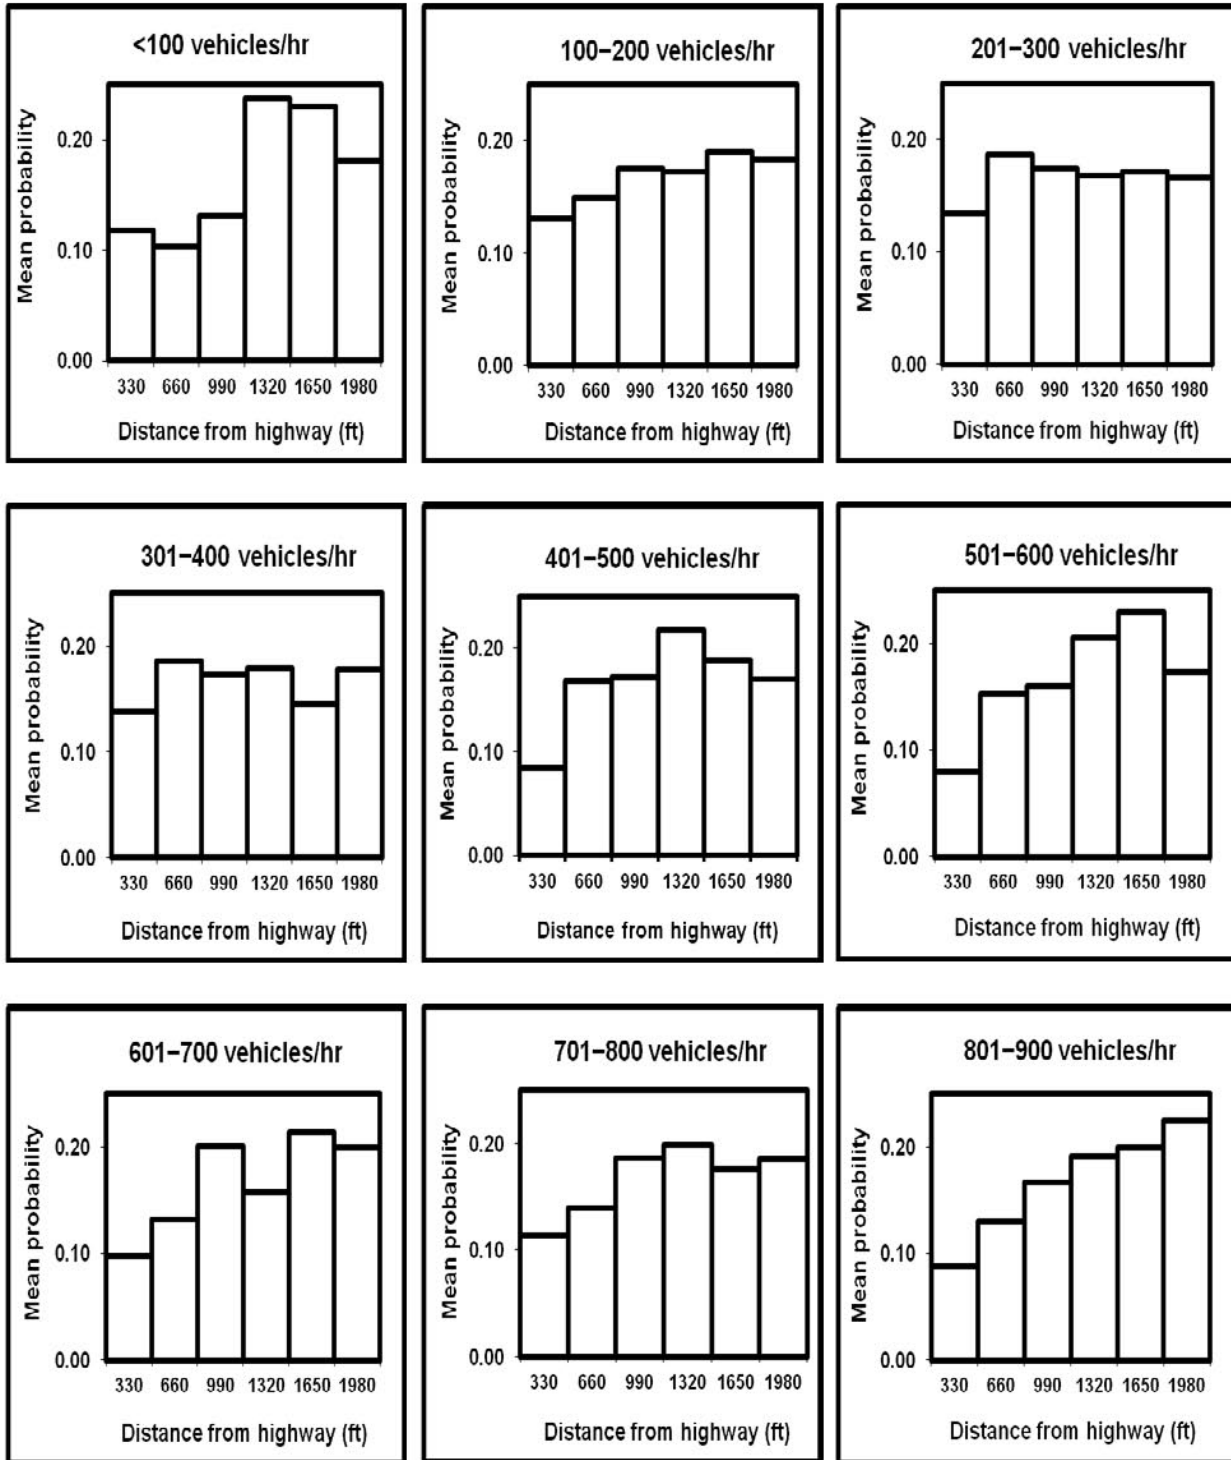 <100 vehicles/hr
Mean probability
0.20
0.10
0.00
330 660 990 1320 1650 1980
Distance from highway (ft)
100–200 vehicles/hr
Mean probability
0.20
0.10
0.00
330 660 990 1320 1650 1980
Distance from highway (ft)
201–300 vehicles/hr
Mean probability
0.20
0.10
0.00
330 660 990 1320 1650 1980
Distance from highway (ft)
301–400 vehicles/hr
Mean probability
0.20
0.10
0.00
330 660 990 1320 1650 1980
Distance from highway (ft)
401–500 vehicles/hr
Mean probability
0.20
0.10
0.00
330 660 990 1320 1650 1980
Distance from highway (ft)
501–600 vehicles/hr
Mean probability
0.20
0.10
0.00
330 660 990 1320 1650 1980
Distance from highway (ft)
601–700 vehicles/hr
Mean probability
0.20
0.10
0.00
330 660 990 1320 1650 1980
Distance from highway (ft)
701–800 vehicles/hr
Mean probability
0.20
0.10
0.00
330 660 990 1320 1650 1980
Distance from highway (ft)
801–900 vehicles/hr
Mean probability
0.20
0.10
0.00
330 660 990 1320 1650 1980
Distance from highway (ft)